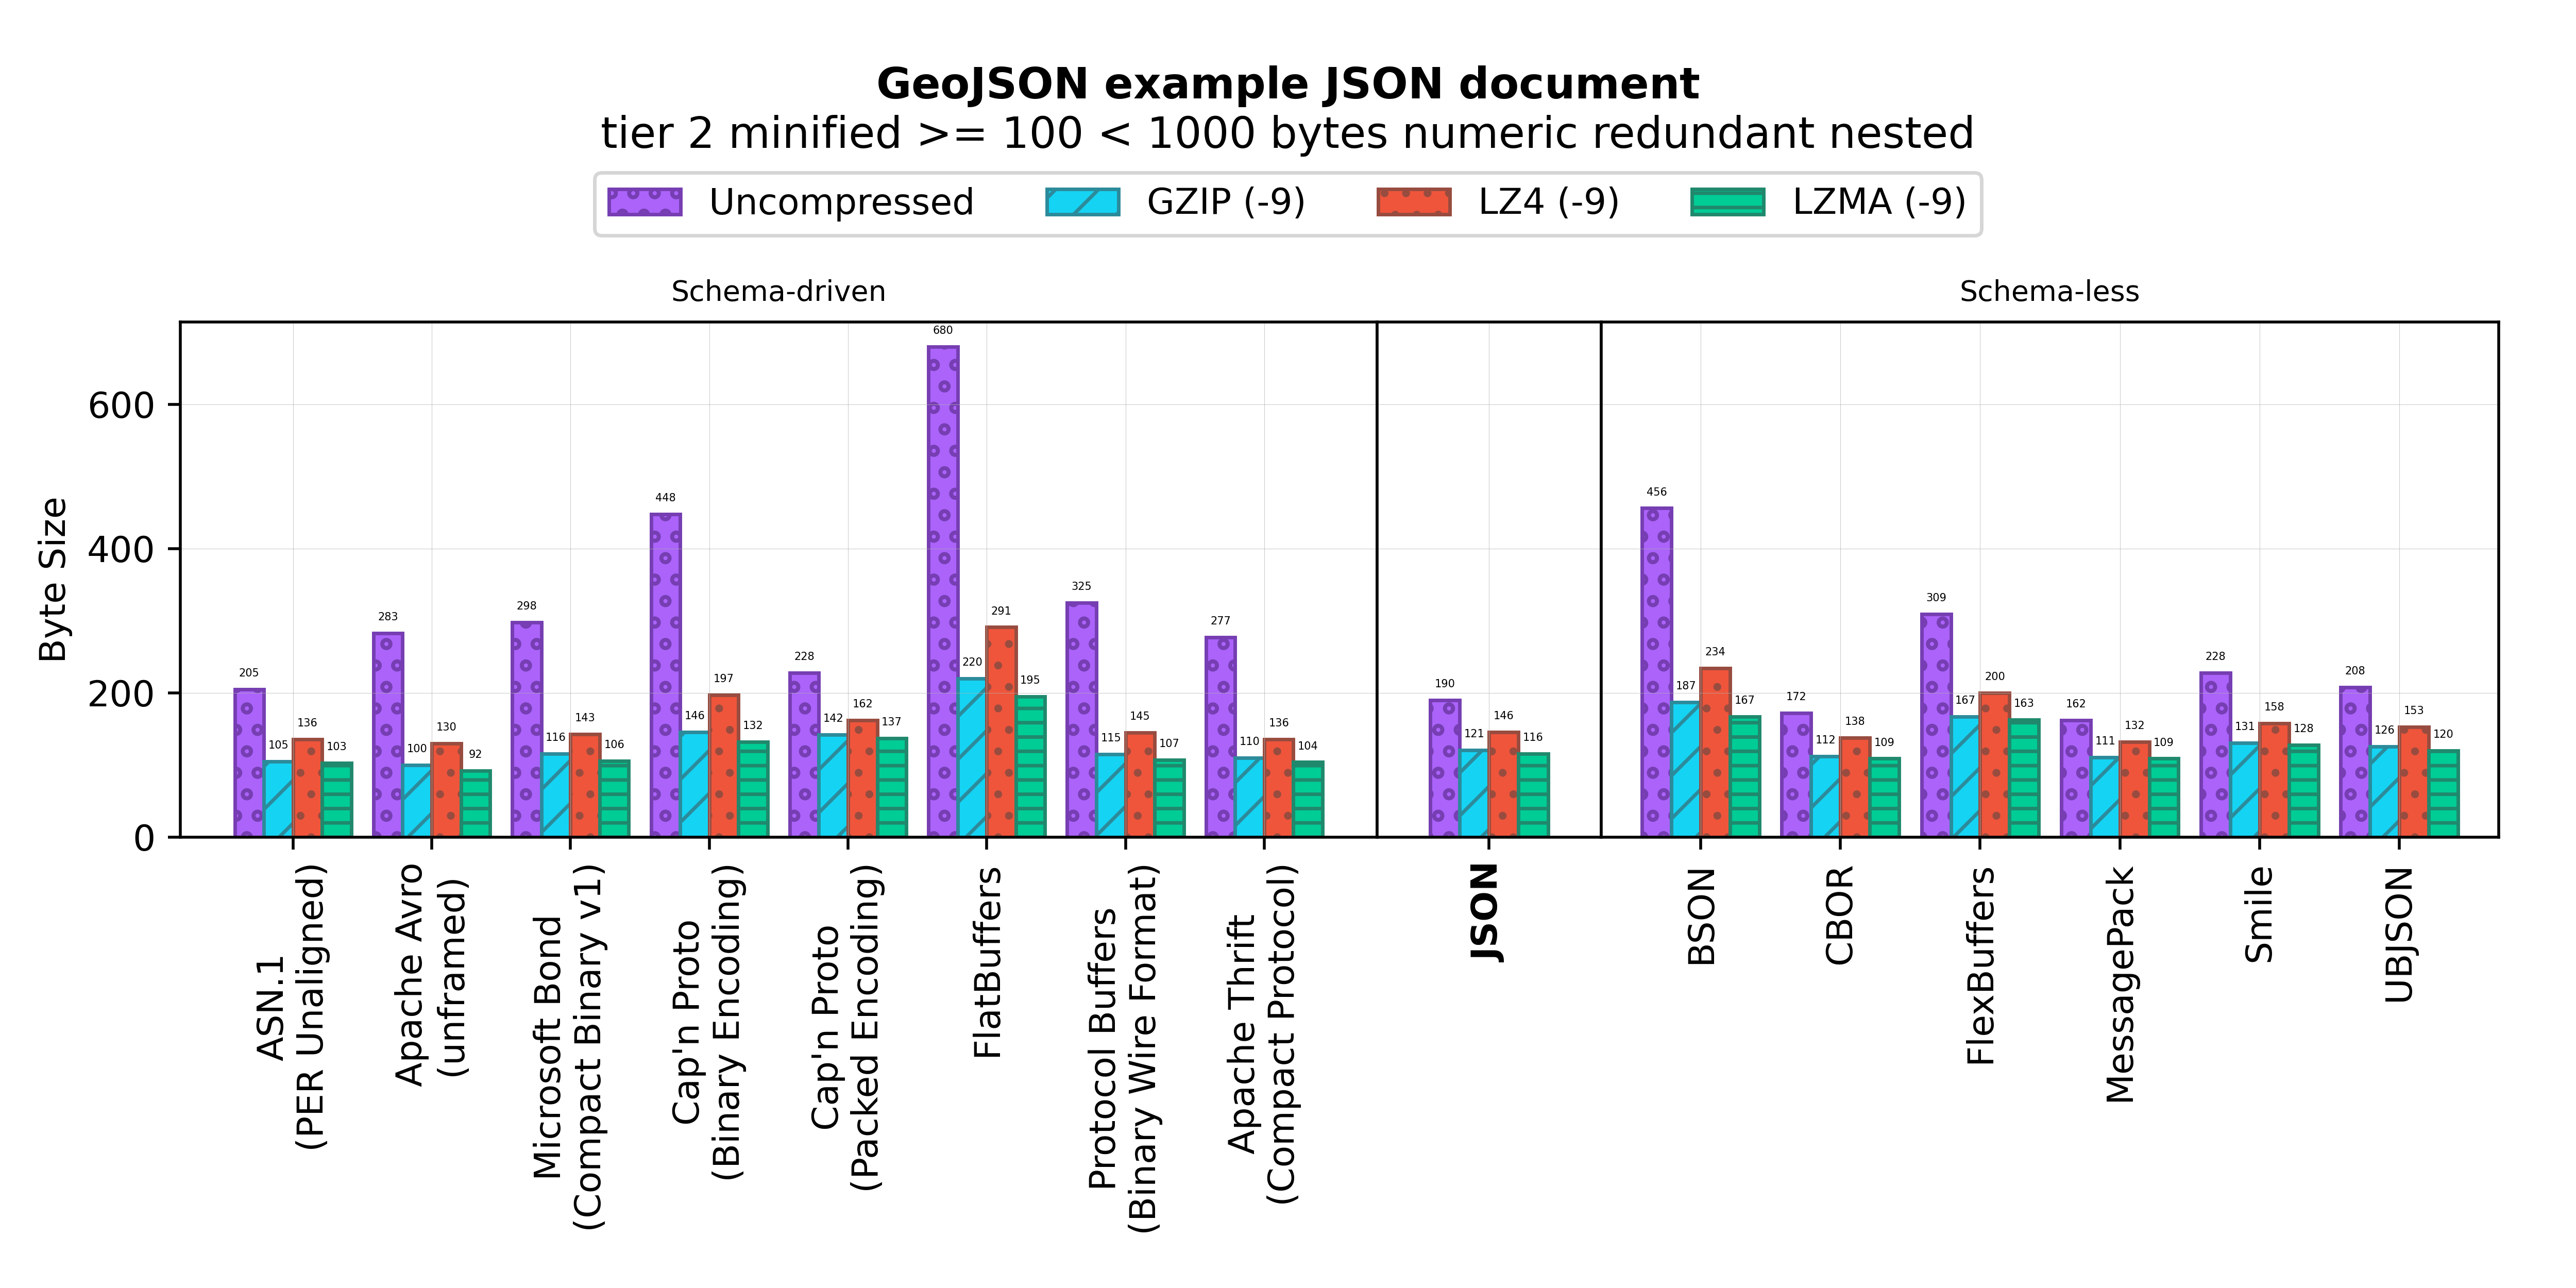 GeoJSON example JSON document
tier 2 minified >= 100 < 1000 bytes numeric redundant nested
Uncompressed
GZIP (-9)
LZ4 (-9)
LZMA (-9)
Schema-driven
Schema-less
Byte Size
600
400
200
0
205
105
136
103
283
100
130
92
298
116
143
106
448
146
197
132
228
142
162
137
680
220
291
195
325
115
145
107
277
110
136
104
190
121
146
116
456
187
234
167
172
112
138
109
309
167
200
163
162
111
132
109
228
131
158
128
208
126
153
120
ASN.1
(PER Unaligned)
Apache Avro
(unframed)
Microsoft Bond
(Compact Binary v1)
Cap'n Proto
(Binary Encoding)
Cap'n Proto
(Packed Encoding)
FlatBuffers
Protocol Buffers
(Binary Wire Format)
Apache Thrift
(Compact Protocol)
JSON
BSON
CBOR
FlexBuffers
MessagePack
Smile
UBJSON